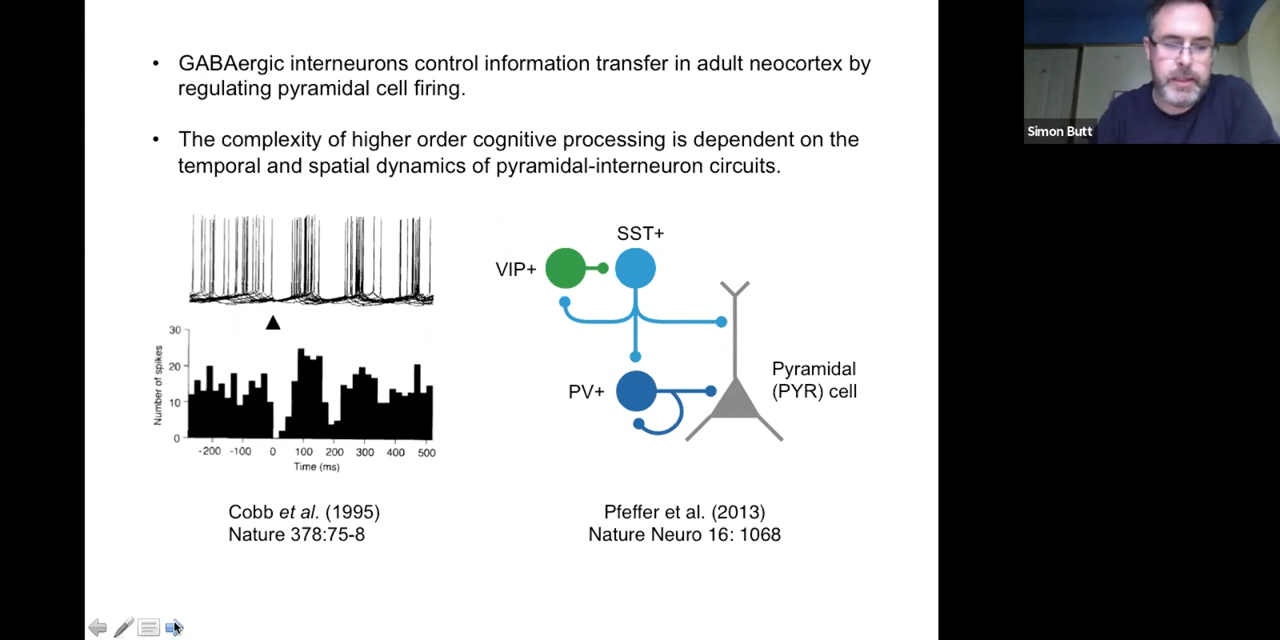 • GABAergic interneurons control information transfer in adult neocortex by
regulating pyramidal cell firing.
• The complexity of higher order cognitive processing is dependent on the
temporal and spatial dynamics of pyramidal-interneuron circuits.
Simon Butt
SST+
VIP+
PV+
Pyramidal
(PYR) cell
Number of spikes
30
20
10
0
-200 -100 0 100 200 300 400 500
Time (ms)
Cobb et al. (1995)
Nature 378:75-8
Pfeffer et al. (2013)
Nature Neuro 16: 1068